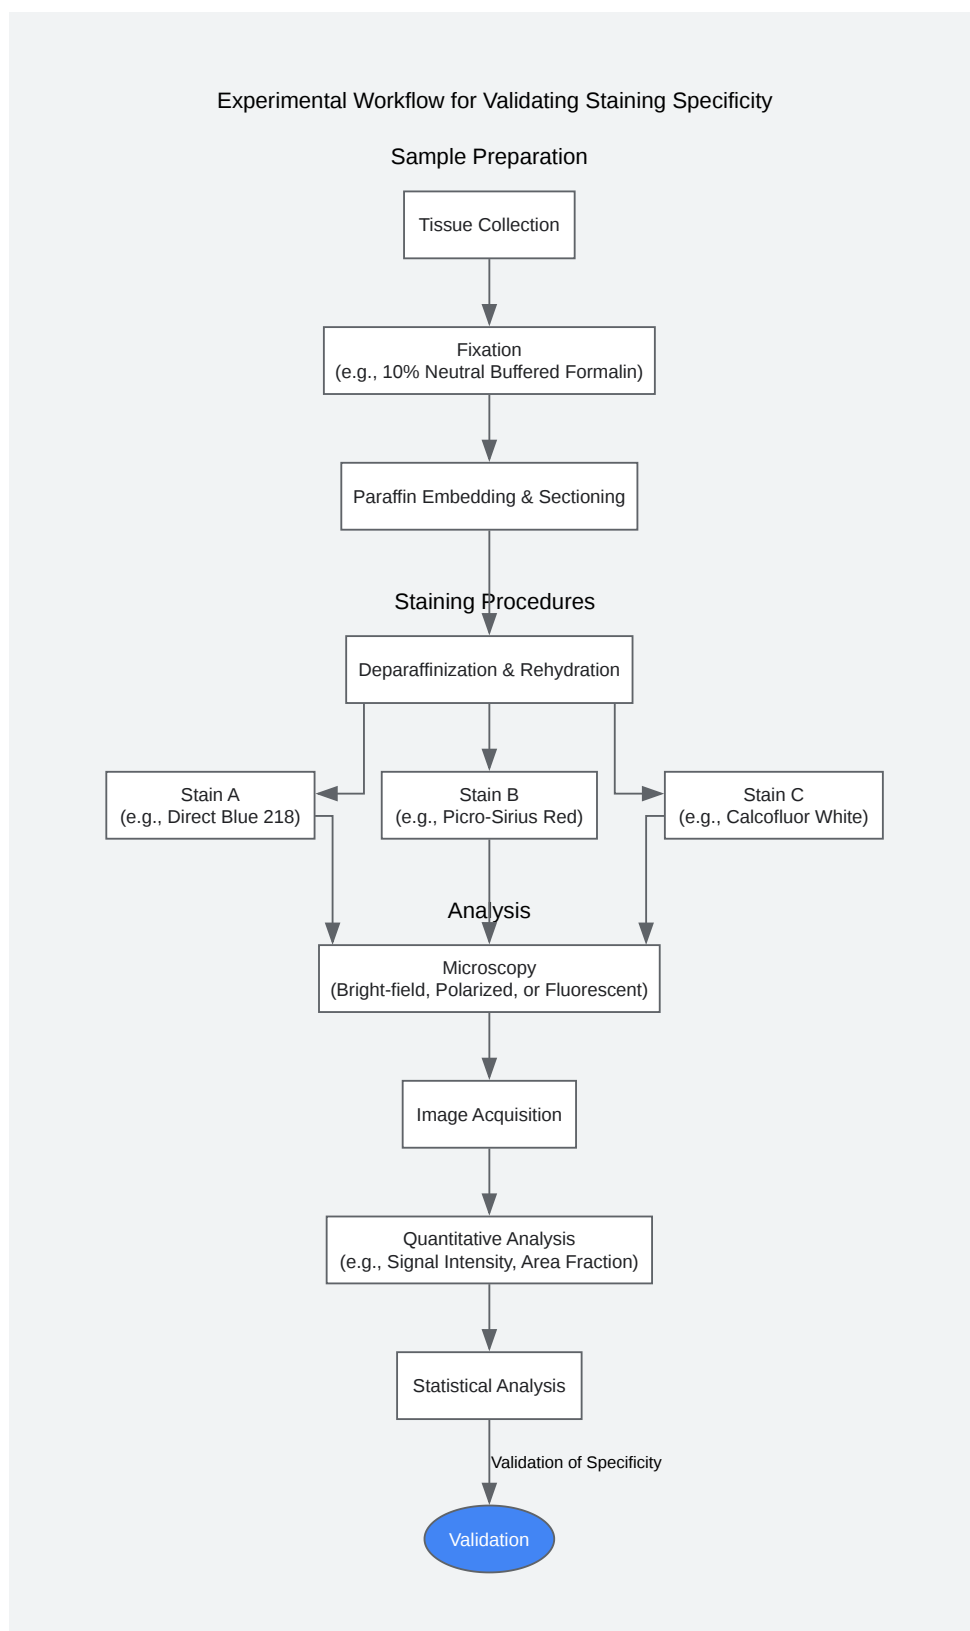 Experimental Workflow for Validating Staining Specificity
Sample Preparation
Tissue Collection
Fixation
(e.g., 10% Neutral Buffered Formalin)
Paraffin Embedding & Sectioning
Staining Procedures
Deparaffinization & Rehydration
Stain A
(e.g., Direct Blue 218)
Stain B
(e.g., Picro-Sirius Red)
Stain C
(e.g., Calcofluor White)
Analysis
Microscopy
(Bright-field, Polarized, or Fluorescent)
Image Acquisition
Quantitative Analysis
(e.g., Signal Intensity, Area Fraction)
Statistical Analysis
Validation of Specificity
Validation